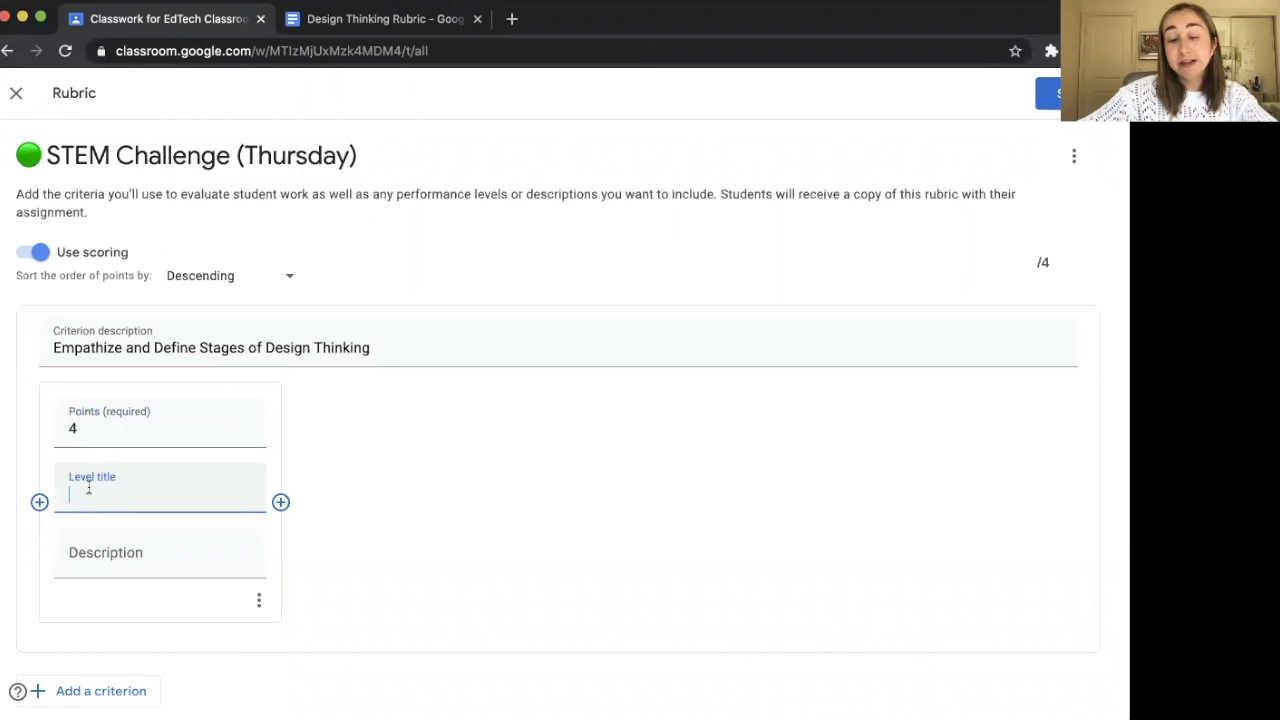 Classwork for EdTech Classroo
Design Thinking Rubric - Goog
classroom.google.com/w/MTIzMjUxMzk4MDM4/t/all
Rubric
S
STEM Challenge (Thursday)
Add the criteria you'll use to evaluate student work as well as any performance levels or descriptions you want to include. Students will receive a copy of this rubric with their
assignment.
Use scoring
Sort the order of points by: Descending
/4
Criterion description
Empathize and Define Stages of Design Thinking
Points (required)
4
Level title
Description
Add a criterion